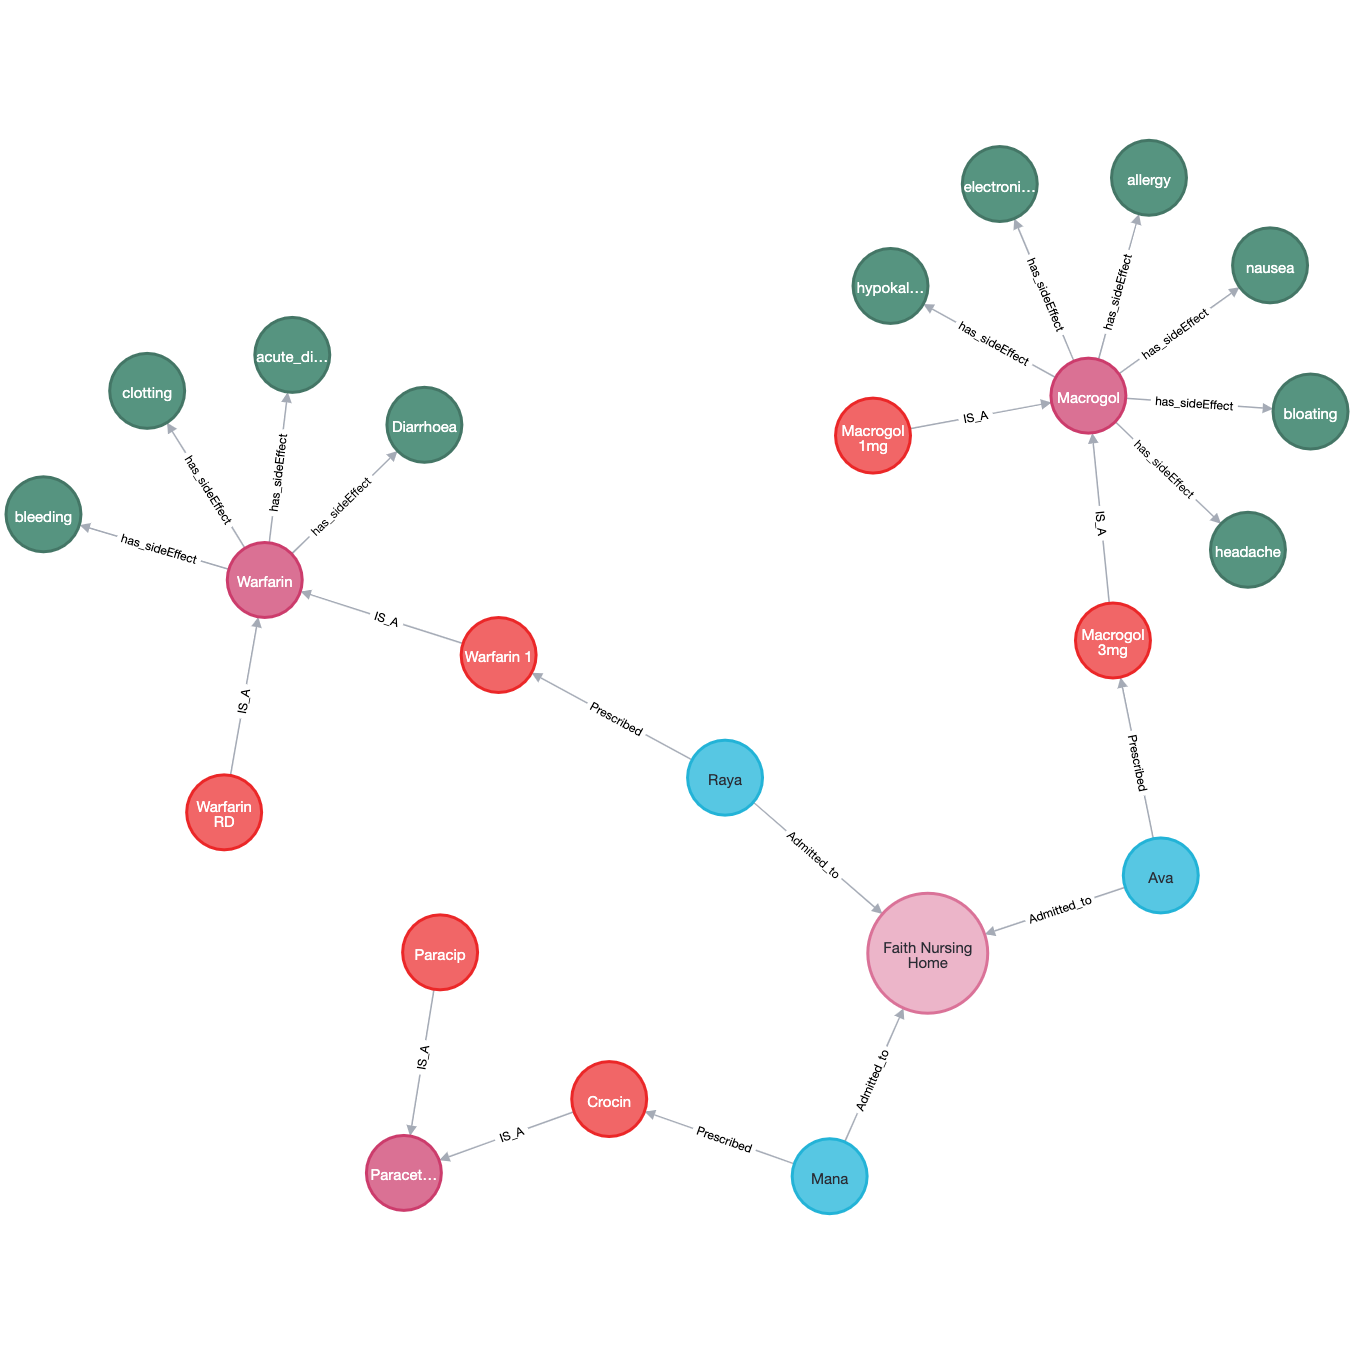 electroni...
allergy
nausea
hypokal...
has_sideEffect
has_sideEffect
has_sideEffect
has_sideEffect
Macrogol
has_sideEffect
bloating
has_sideEffect
headache
Macrogol
1mg
IS_A
IS_A
Macrogol
3mg
acute_di...
clotting
Diarrhoea
bleeding
has_sideEffect
has_sideEffect
has_sideEffect
has_sideEffect
Warfarin
IS_A
Warfarin 1
IS_A
Warfarin
RD
Prescribed
Raya
Prescribed
Admitted_to
Ava
Admitted_to
Faith Nursing
Home
Paracip
IS_A
Crocin
Admitted_to
IS_A
Prescribed
Paracet...
Mana